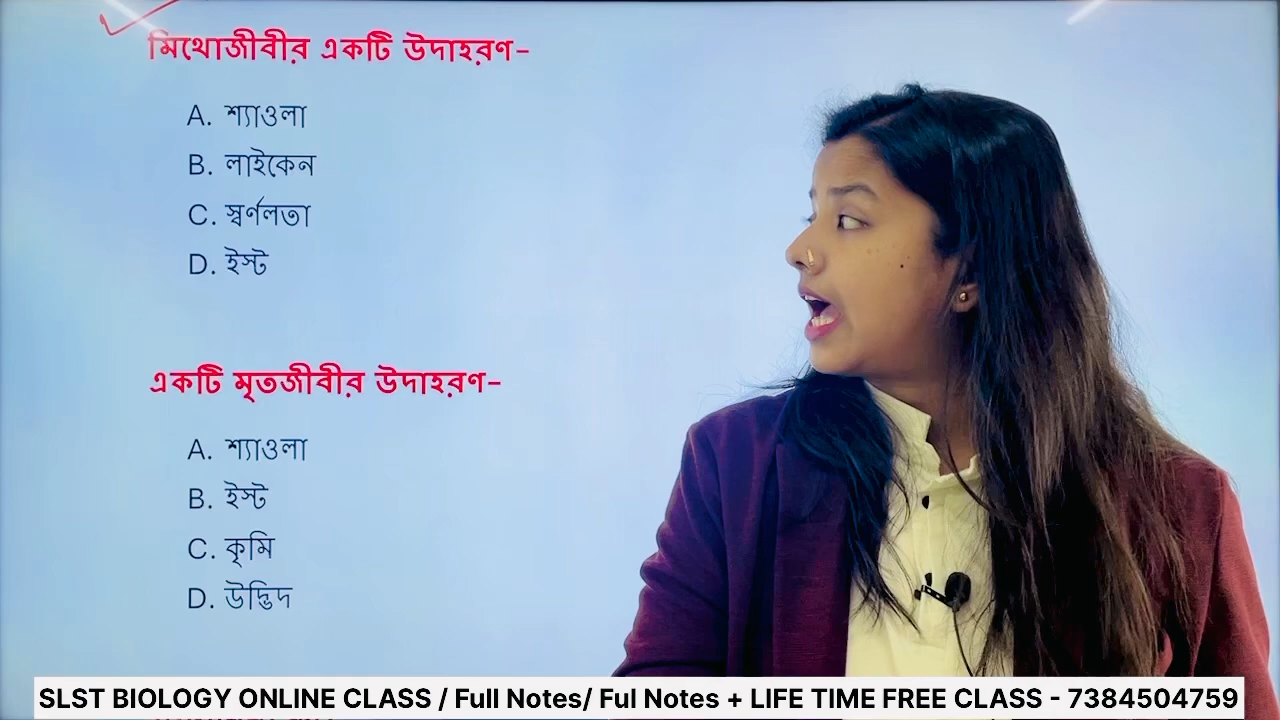 মিথোজীবীর একটি উদাহরণ-
A. শ্যাওলা
B. লাইকেন
C. স্বর্ণলতা
D. ইস্ট
একটি মৃতজীবীর উদাহরণ-
A. শ্যাওলা
B. ইস্ট
C. কৃমি
D. উদ্ভিদ
SLST BIOLOGY ONLINE CLASS / Full Notes/ Ful Notes + LIFE TIME FREE CLASS - 7384504759